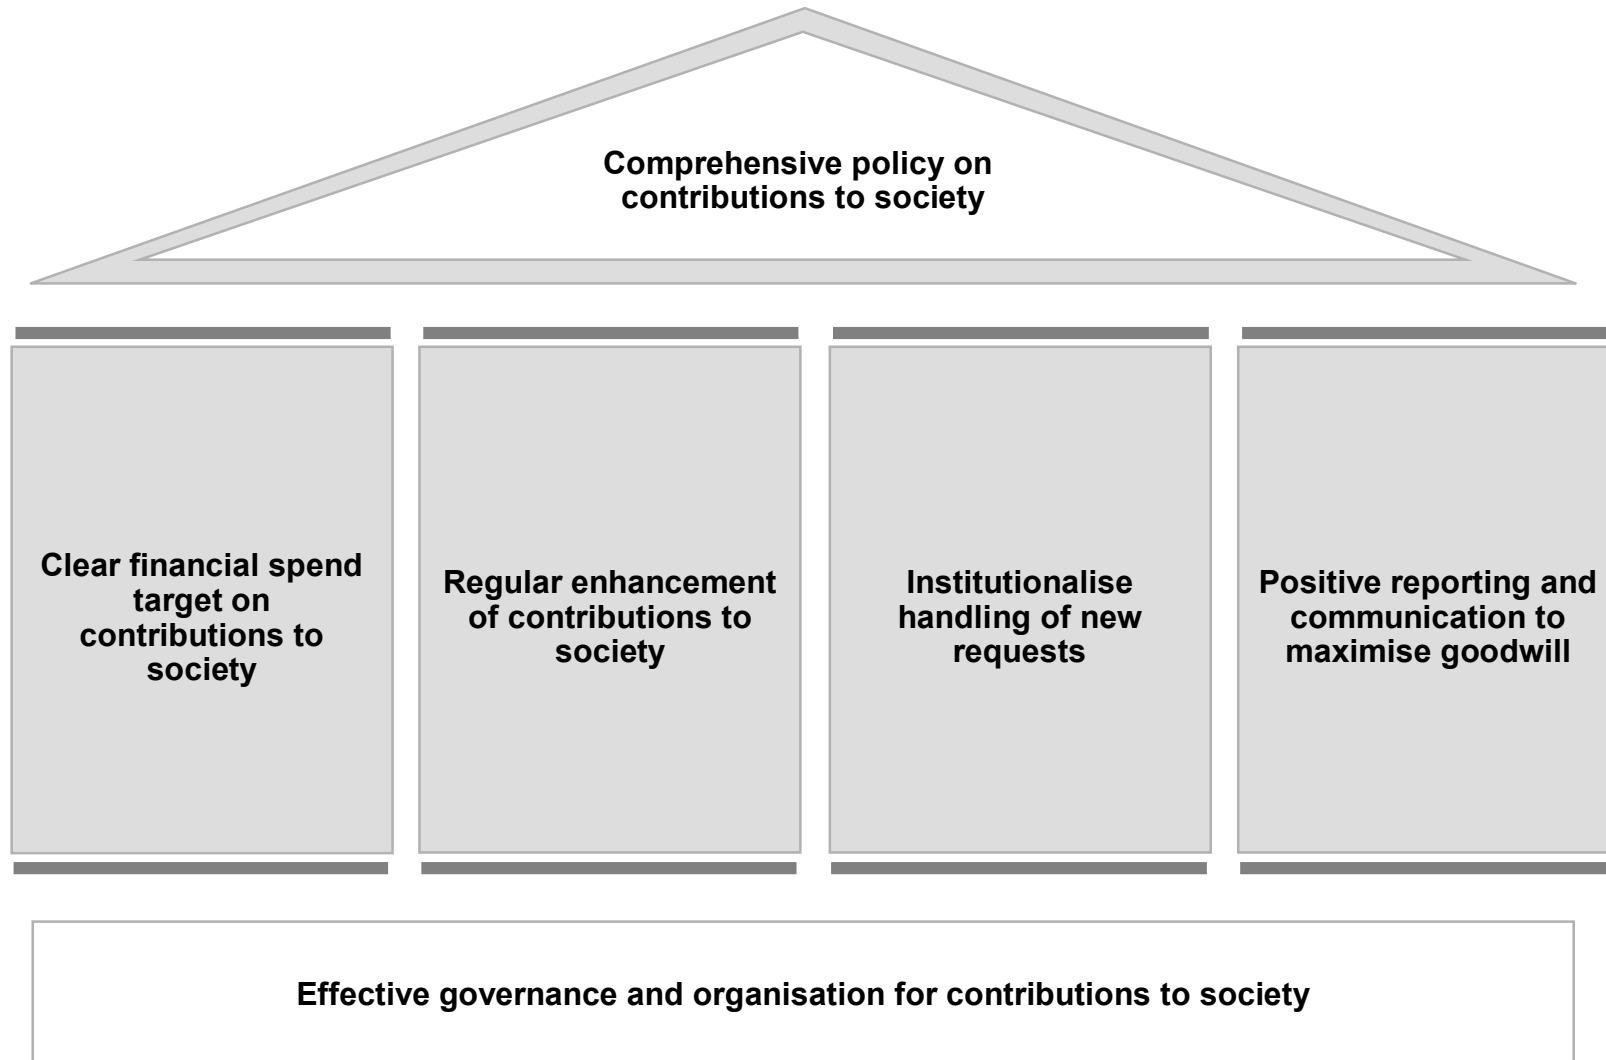 Comprehensive policy on
contributions to society
Clear financial spend
target on
contributions to
society
Regular enhancement
of contributions to
society
Institutionalise
handling of new
requests
Positive reporting and
communication to
maximise goodwill
Effective governance and organisation for contributions to society